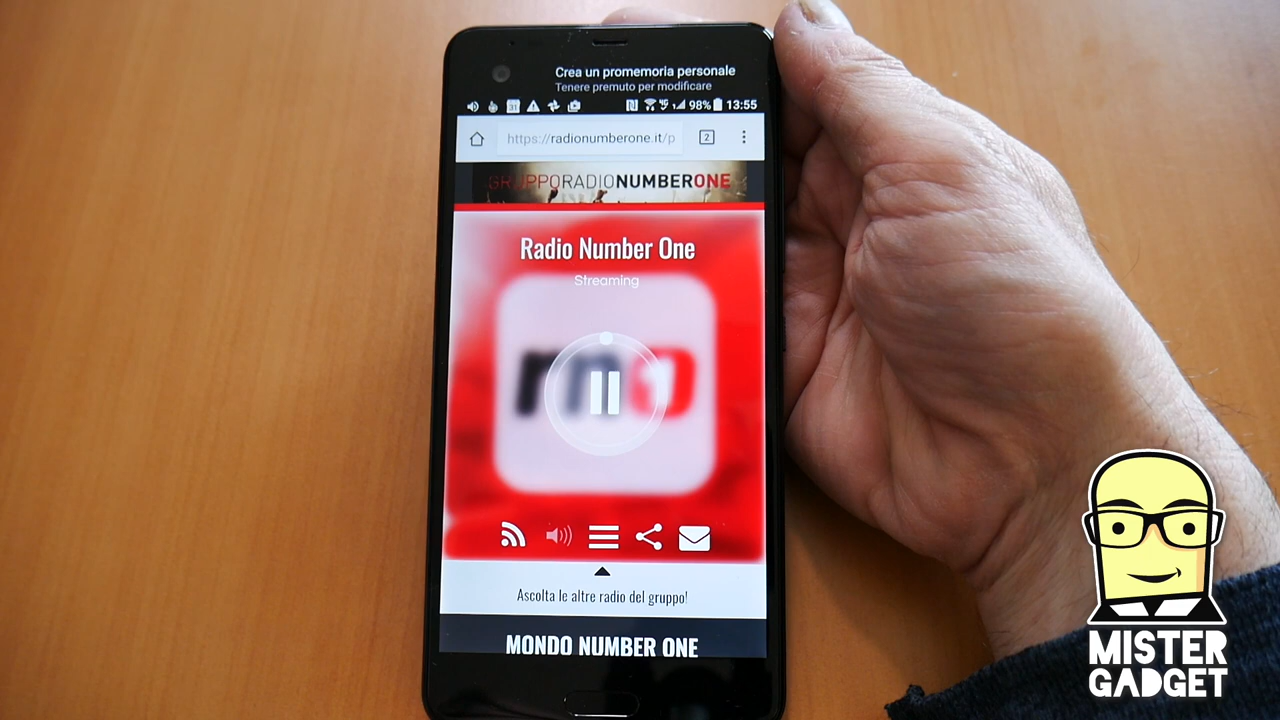 Crea un promemoria personale
Tenere premuto per modificare
31 98% 13:55
https://radionumberone.it/p 2
GRUPPORADIONUMBERONE
Radio Number One
Streaming
Ascolta le altre radio del gruppo!
MONDO NUMBER ONE
MISTER
GADGET